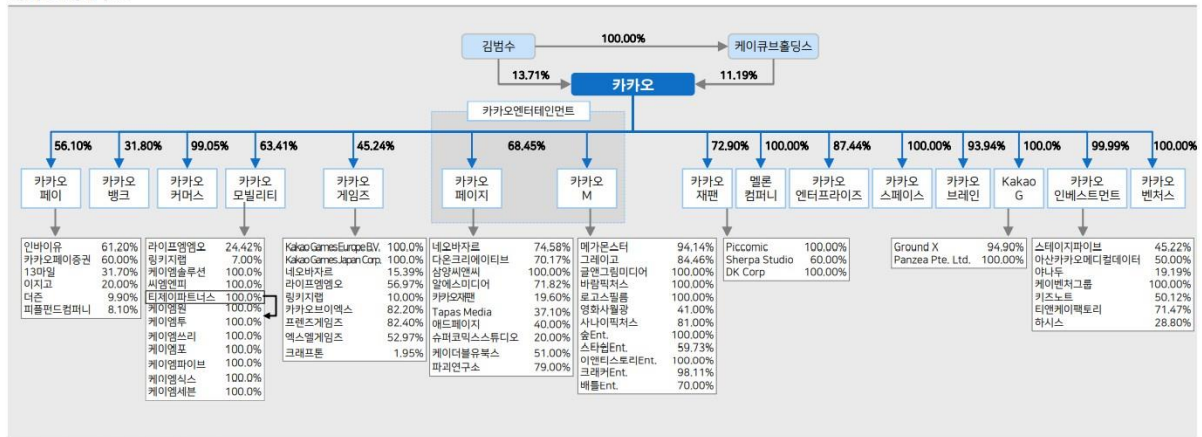 김범수
100.00%
케이큐브홀딩스
13.71%
카카오
11.19%
카카오엔터테인먼트
56.10% 31.80% 99.05% 63.41% 45.24% 68.45% 72.90% 100.00% 87.44% 100.00% 93.94% 100.0% 99.99% 100.00%
카카오 페이
카카오 뱅크
카카오 커머스
카카오 모빌리티
카카오 게임즈
카카오 페이지
카카오 M
카카오 재팬
멜론 컴퍼니
카카오 엔터프라이즈
카카오 스페이스
카카오 브레인
Kakao G
카카오 인베스트먼트
카카오 벤처스
인바이유 61.20%
카카오페이증권 60.00%
13마일 31.70%
이지고 20.00%
더즌 9.90%
피플펀드컴퍼니 8.10%
라이프엠엠오 24.42%
링키지랩 7.00%
케이엠솔루션 100.0%
씨엠엔피 100.0%
티제이파트너스 100.0%
케이엠원 100.0%
케이엠투 100.0%
케이엠쓰리 100.0%
케이엠포 100.0%
케이엠파이브 100.0%
케이엠식스 100.0%
케이엠세븐 100.0%
Kakao Games Europe B.V. 100.0%
Kakao Games Japan Corp. 100.0%
네오바자르 15.39%
라이프엠엠오 56.97%
링키지랩 10.00%
카카오브이엑스 82.20%
프렌즈게임즈 82.40%
엑스엘게임즈 52.97%
크래프톤 1.95%
네오바자르 74.58%
다온크리에이티브 70.17%
삼양씨앤씨 100.00%
알에스미디어 71.82%
카카오재팬 19.60%
Tapas Media 37.10%
애드페이지 40.00%
슈퍼코믹스스튜디오 20.00%
케이더블유북스 51.00%
파괴연구소 79.00%
메가몬스터 94.14%
그레이고 84.46%
글앤그림미디어 100.00%
바람픽쳐스 100.00%
로고스필름 100.00%
영화사월광 41.00%
사나이픽처스 81.00%
숲Ent. 100.00%
스타쉽Ent. 59.73%
이앤티스토리Ent. 100.00%
크래커Ent. 98.11%
배틀Ent. 70.00%
Piccomic 100.00%
Sherpa Studio 60.00%
DK Corp 100.00%
Ground X 94.90%
Panzea Pte. Ltd. 100.00%
스테이지파이브 45.22%
아산카카오메디컬데이터 50.00%
야나두 19.19%
케이벤처그룹 100.00%
키즈노트 50.12%
티앤케이팩토리 71.47%
하시스 28.80%